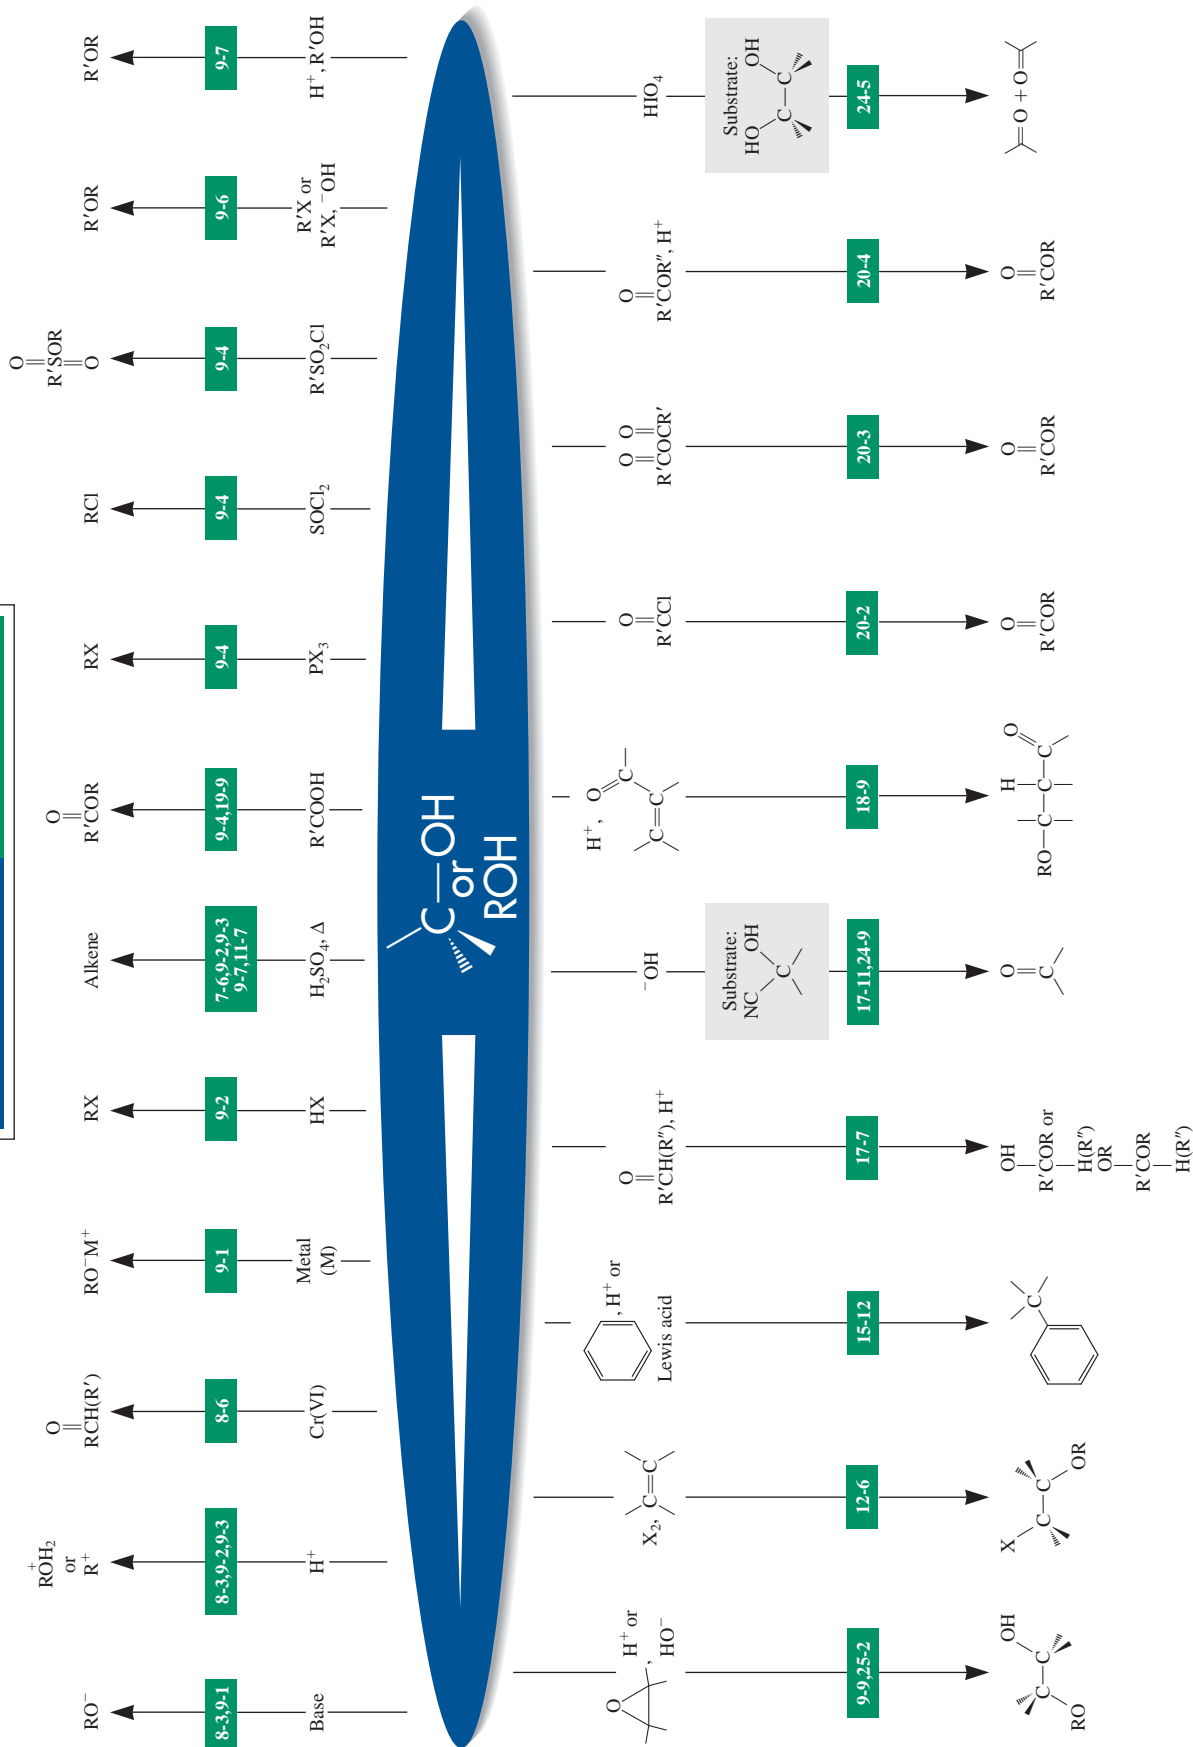 RO⁻
8-3,9-1
Base
+
ROH₂
or
R⁺
8-3,9-2,9-3
H⁺
O
RCH(R′)
8-6
Cr(VI)
RO⁻M⁺
9-1
Metal
(M)
RX
9-2
HX
Alkene
7-6,9-2,9-3
9-7,11-7
H₂SO₄, Δ
O
R′COR
9-4,19-9
R′COOH
RX
9-4
PX₃
RCl
9-4
SOCl₂
O
R′SOR
O
9-4
R′SO₂Cl
R′OR
9-6
R′X or
R′X, ⁻OH
R′OR
9-7
H⁺, R′OH
C—OH
or
ROH
O
, H⁺ or
HO⁻
9-9,25-2
OH
C
C
RO
X₂,
C=C
12-6
X
C
C
OR
, H⁺ or
Lewis acid
15-12
C
O
R′CH(R″), H⁺
17-7
OH
R′COR or
H(R″)
OR
R′COR
H(R″)
⁻OH
Substrate:
NC
OH
C
17-11,24-9
O
C
H⁺,
O
C
C=C
18-9
H
O
RO
C
C
C
O
R′CCl
20-2
O
R′COR
O O
R′COCR′
20-3
O
R′COR
O
R′COR″, H⁺
20-4
O
R′COR
HIO₄
Substrate:
HO
OH
C
C
24-5
=O + O=